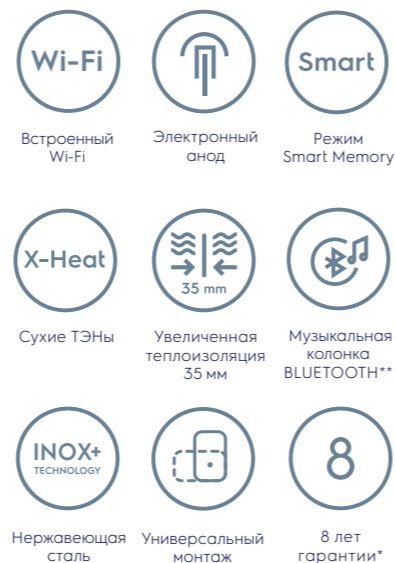 Wi-Fi
Smart
Встроенный
Wi-Fi
Электронный
анод
Режим
Smart Memory
X-Heat
35 mm
Сухие ТЭНы
Увеличенная
теплоизоляция
35 мм
Музыкальная
колонка
BLUETOOTH**
INOX+
TECHNOLOGY
8
Нержавеющая
сталь
Универсальный
монтаж
8 лет
гарантии*